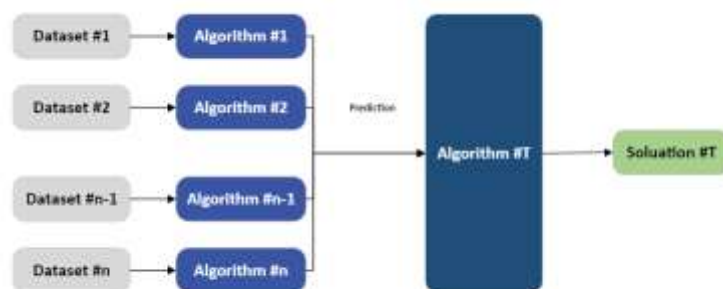 Dataset #1
Algorithm #1
Dataset #2
Algorithm #2
Prediction
Algorithm #T
Soluation #T
Dataset #n-1
Algorithm #n-1
Dataset #n
Algorithm #n